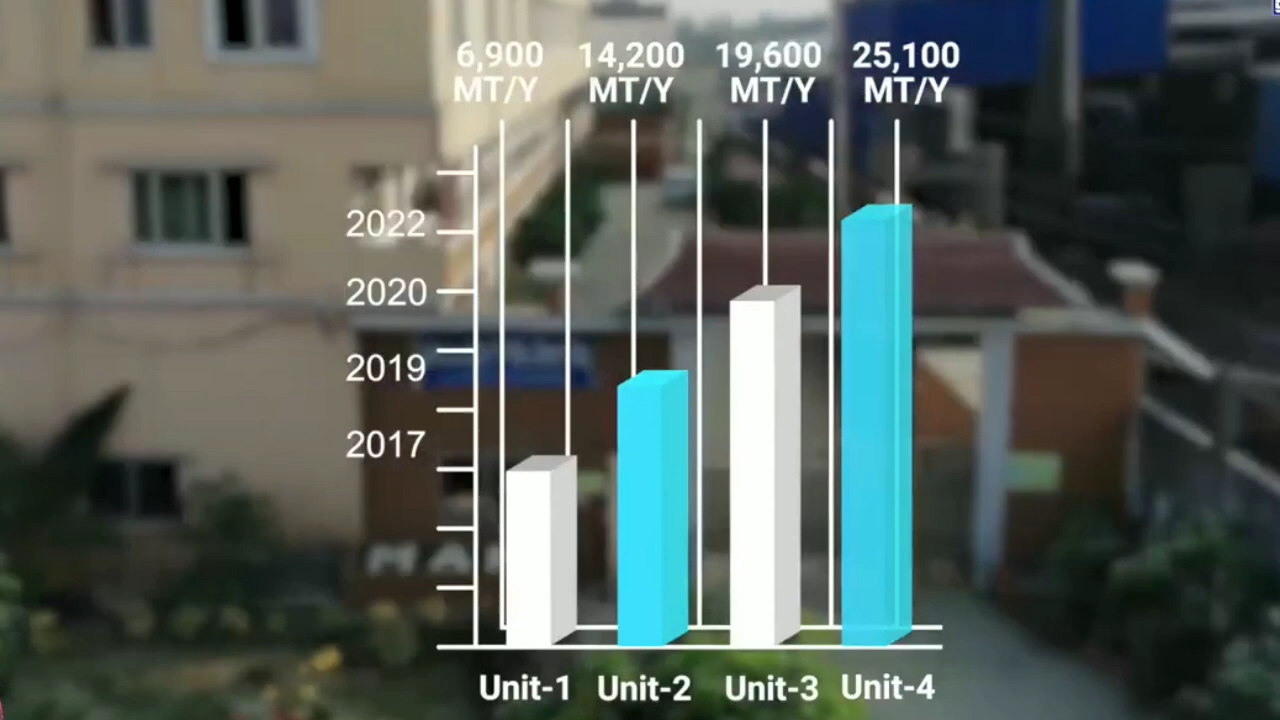 6,900 14,200 19,600 25,100
MT/Y MT/Y MT/Y MT/Y
2022
2020
2019
2017
Unit-1 Unit-2 Unit-3 Unit-4